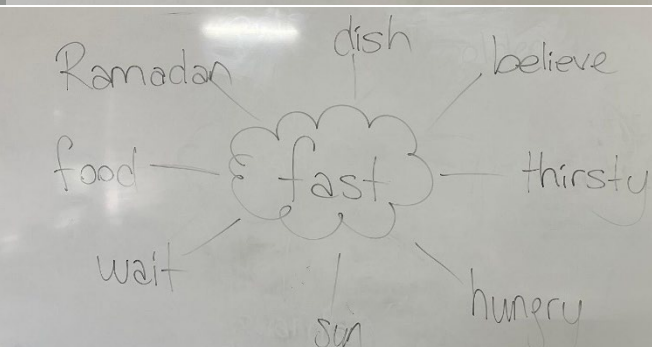 dish
Ramadan
believe
food
fast
thirsty
wait
hungry
sun